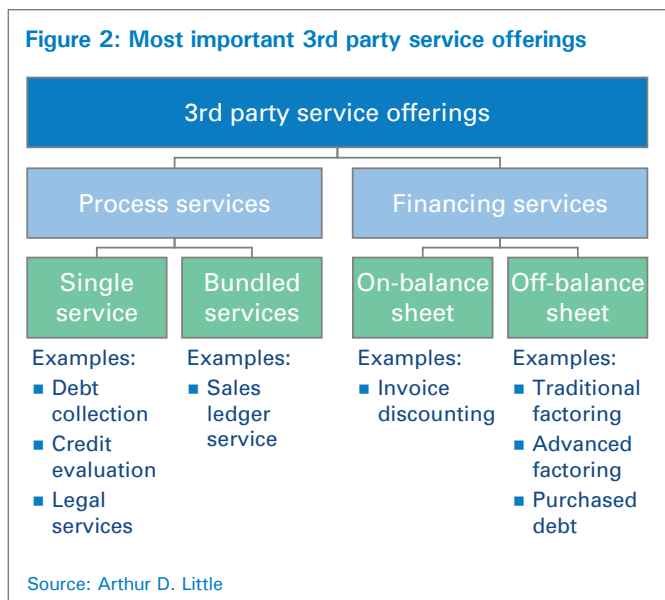 Figure 2: Most important 3rd party service offerings
3rd party service offerings
Process services
Financing services
Single
service
Bundled
services
On-balance
sheet
Off-balance
sheet
Examples:
■ Debt
collection
■ Credit
evaluation
■ Legal
services
Examples:
■ Sales
ledger
service
Examples:
■ Invoice
discounting
Examples:
■ Traditional
factoring
■ Advanced
factoring
■ Purchased
debt
Source: Arthur D. Little